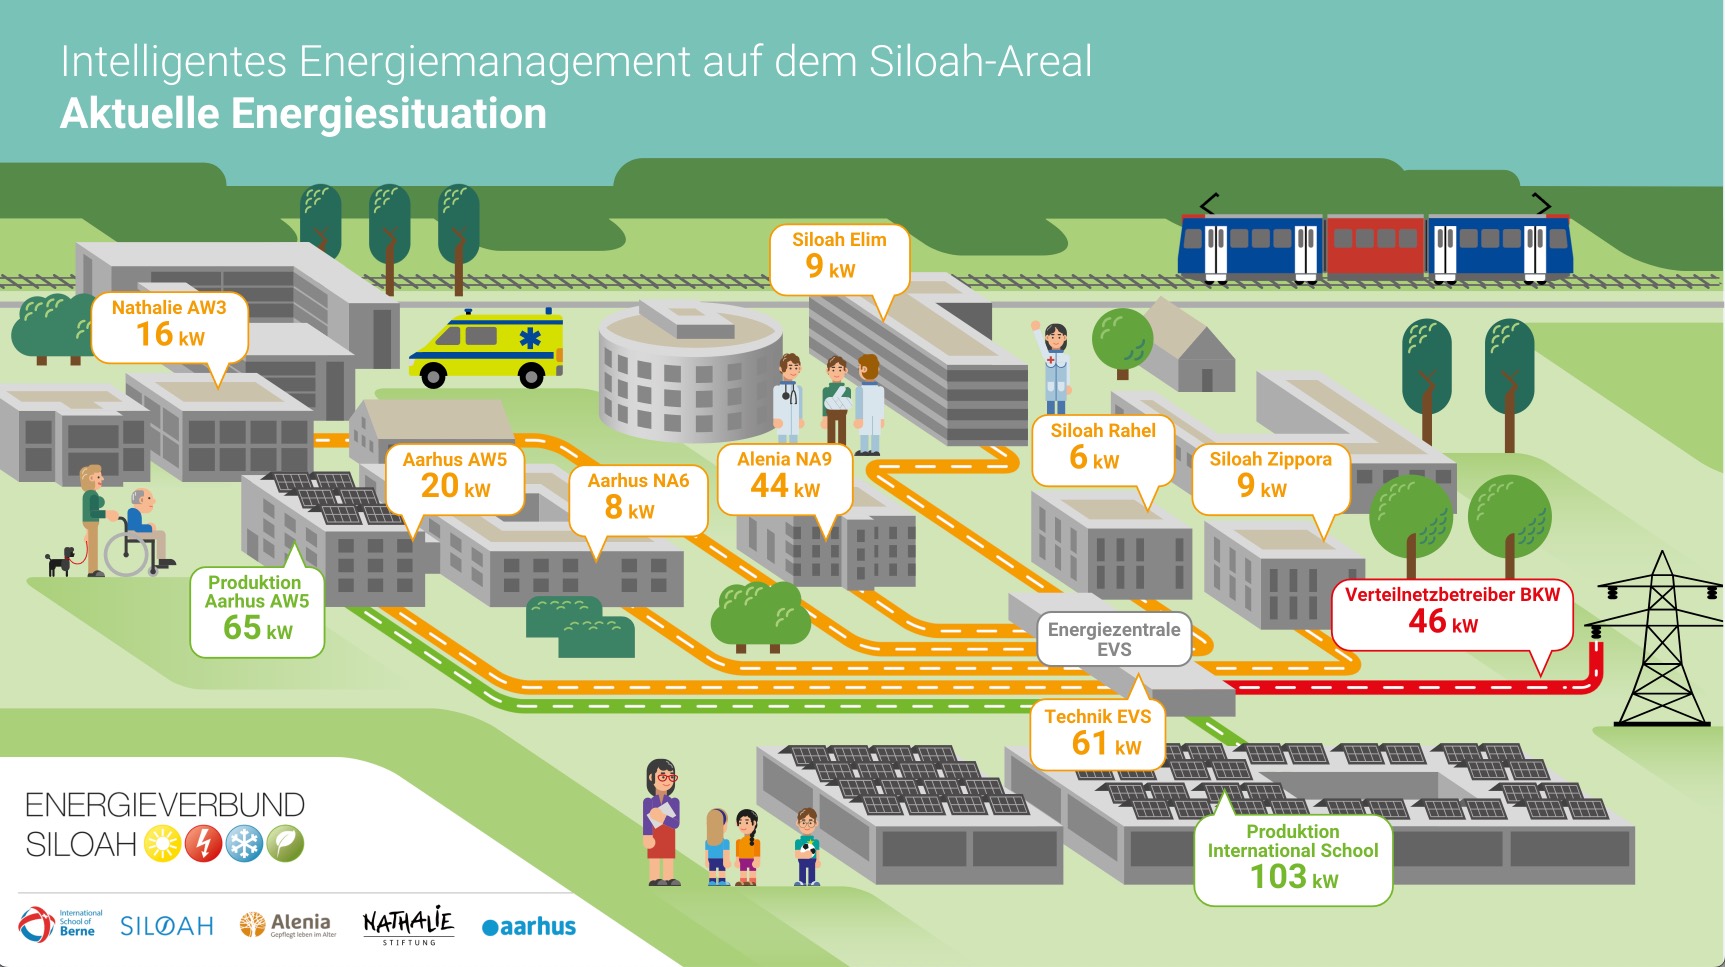 Intelligentes Energiemanagement auf dem Siloah-Areal
Aktuelle Energiesituation
Siloah Elim
9 kW
Nathalie AW3
16 kW
Siloah Rahel
6 kW
Aarhus AW5
20 kW
Aarhus NA6
8 kW
Alenia NA9
44 kW
Siloah Zippora
9 kW
Produktion
Aarhus AW5
65 kW
Verteilnetzbetreiber BKW
46 kW
Energiezentrale
EVS
Technik EVS
61 kW
Produktion
International School
103 kW
ENERGIEVERBUND
SILOAH
International
School of
Berne
SILOAH
Alenia
Gepflegt leben im Alter
NATHALIE
STIFTUNG
aarhus